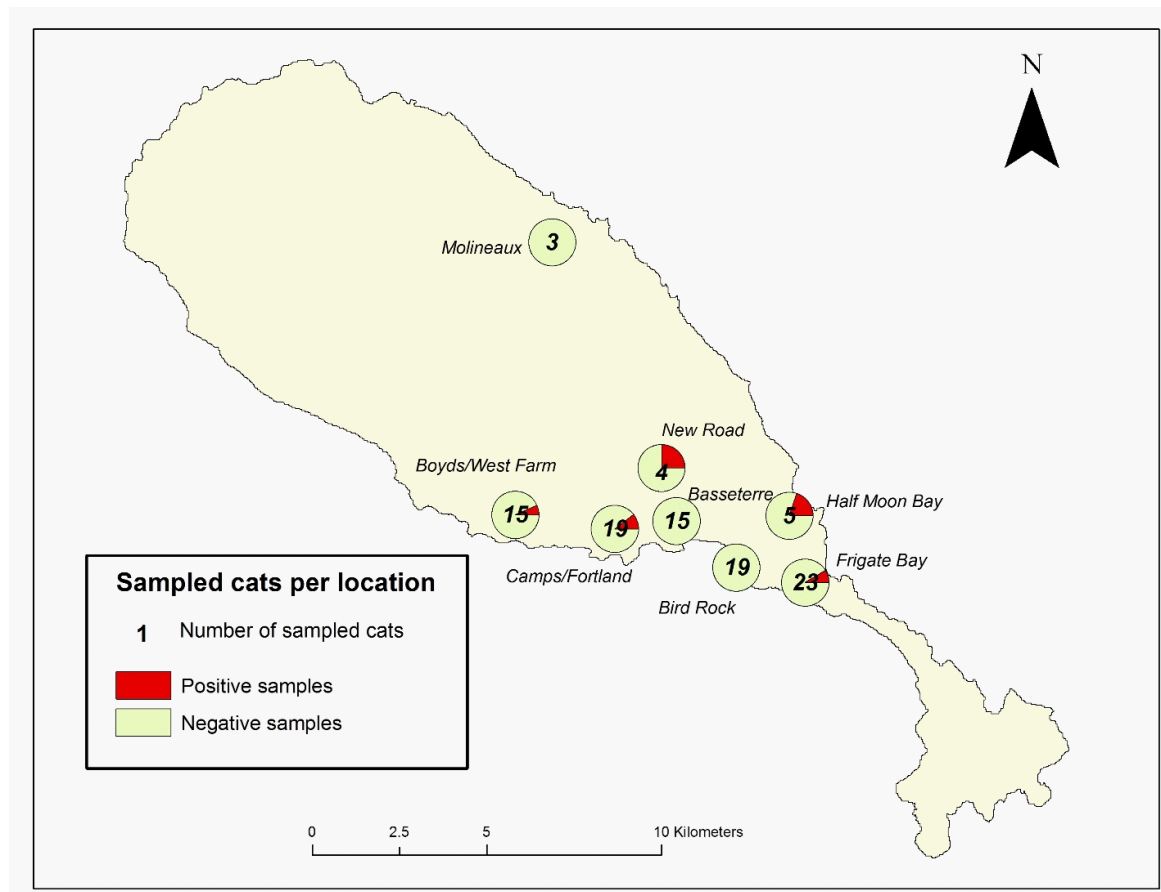 N
Molineaux
3
New Road
4
Boyds/West Farm
15
Camps/Fortland
19
Basseterre
15
Half Moon Bay
5
Bird Rock
19
Frigate Bay
23
Sampled cats per location
1 Number of sampled cats
Positive samples
Negative samples
0 2.5 5 10 Kilometers